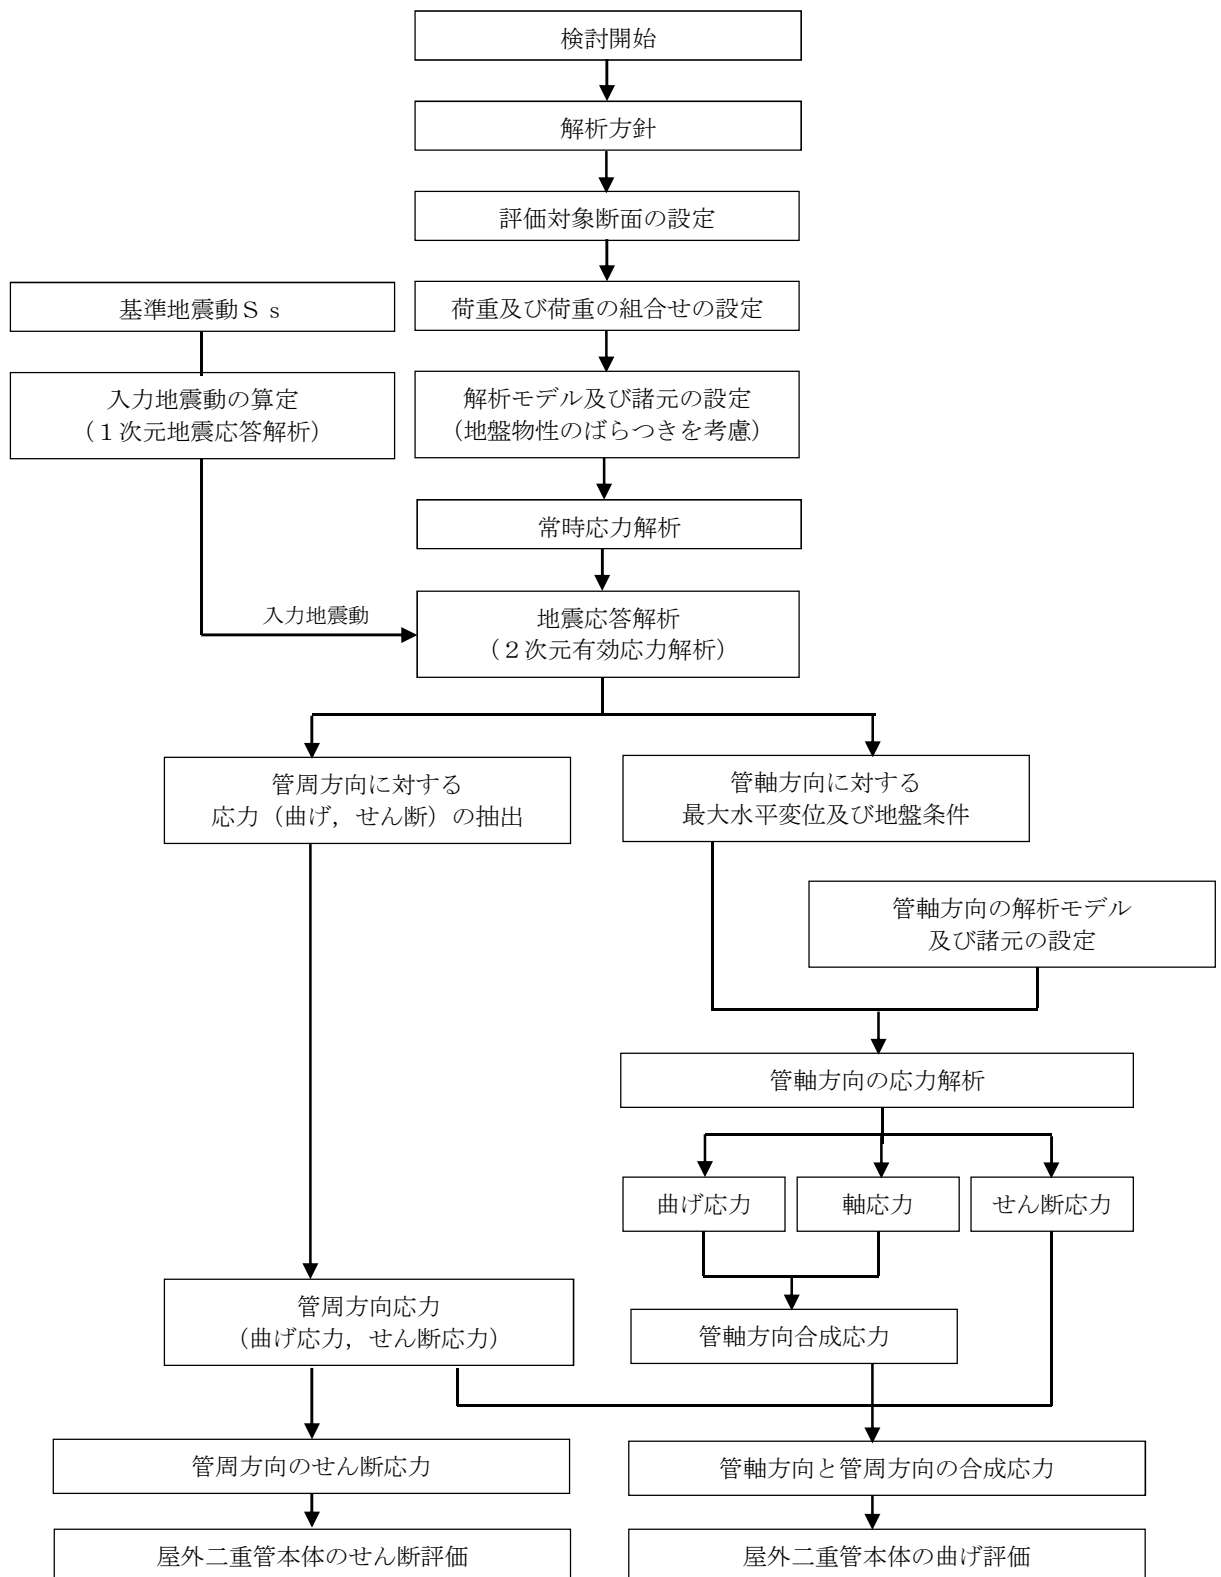 検討開始
解析方針
評価対象断面の設定
基準地震動Ｓｓ
荷重及び荷重の組合せの設定
入力地震動の算定
（１次元地震応答解析）
解析モデル及び諸元の設定
（地盤物性のばらつきを考慮）
常時応力解析
入力地震動
地震応答解析
（２次元有効応力解析）
管周方向に対する
応力（曲げ，せん断）の抽出
管軸方向に対する
最大水平変位及び地盤条件
管軸方向の解析モデル
及び諸元の設定
管軸方向の応力解析
曲げ応力
軸応力
せん断応力
管周方向応力
（曲げ応力，せん断応力）
管軸方向合成応力
管周方向のせん断応力
管軸方向と管周方向の合成応力
屋外二重管本体のせん断評価
屋外二重管本体の曲げ評価